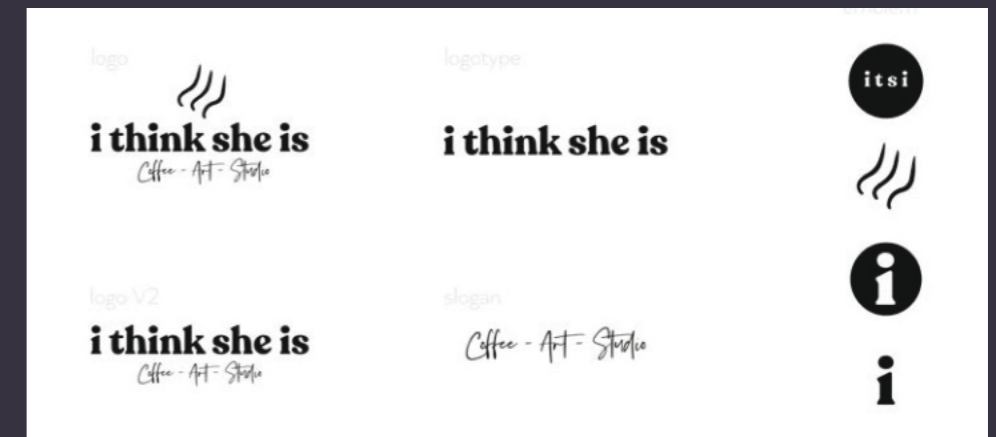 emblem
logo
i think she is
Coffee - Art - Studio
logotype
i think she is
itsi
i
i
logo V2
i think she is
Coffee - Art - Studio
slogan
Coffee - Art - Studio